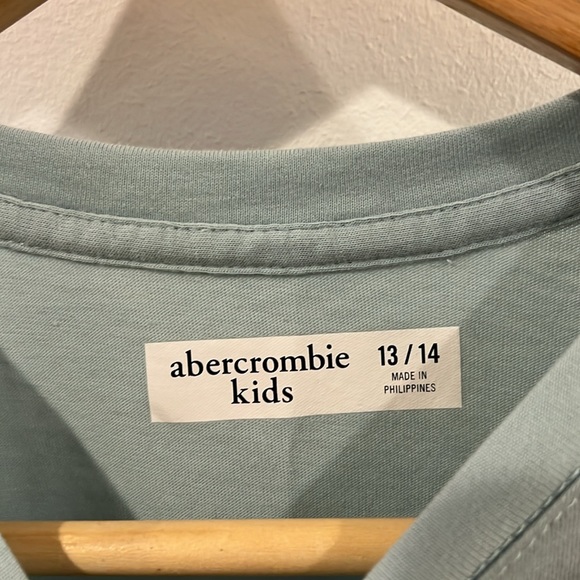 abercrombie
kids
13 / 14
MADE IN
PHILIPPINES